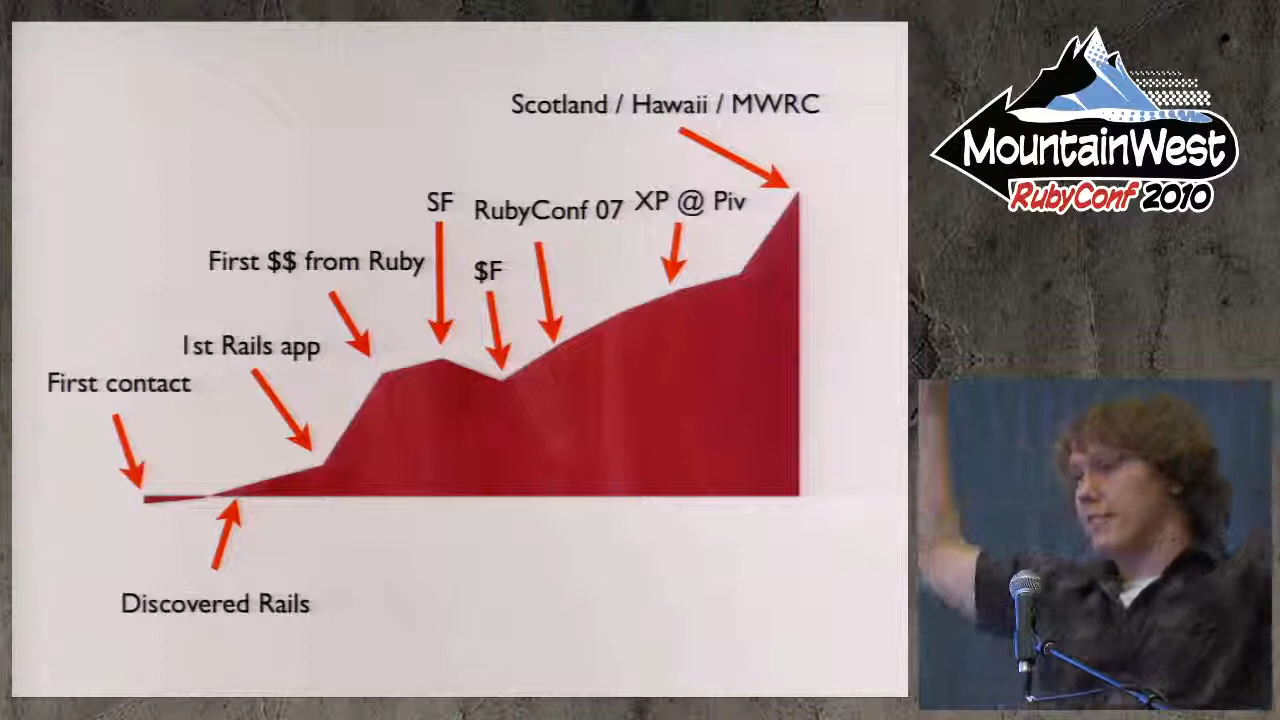 Scotland / Hawaii / MWRC
SF
RubyConf 07
XP @ Piv
First $$ from Ruby
$F
1st Rails app
First contact
Discovered Rails
MountainWest
RubyConf 2010